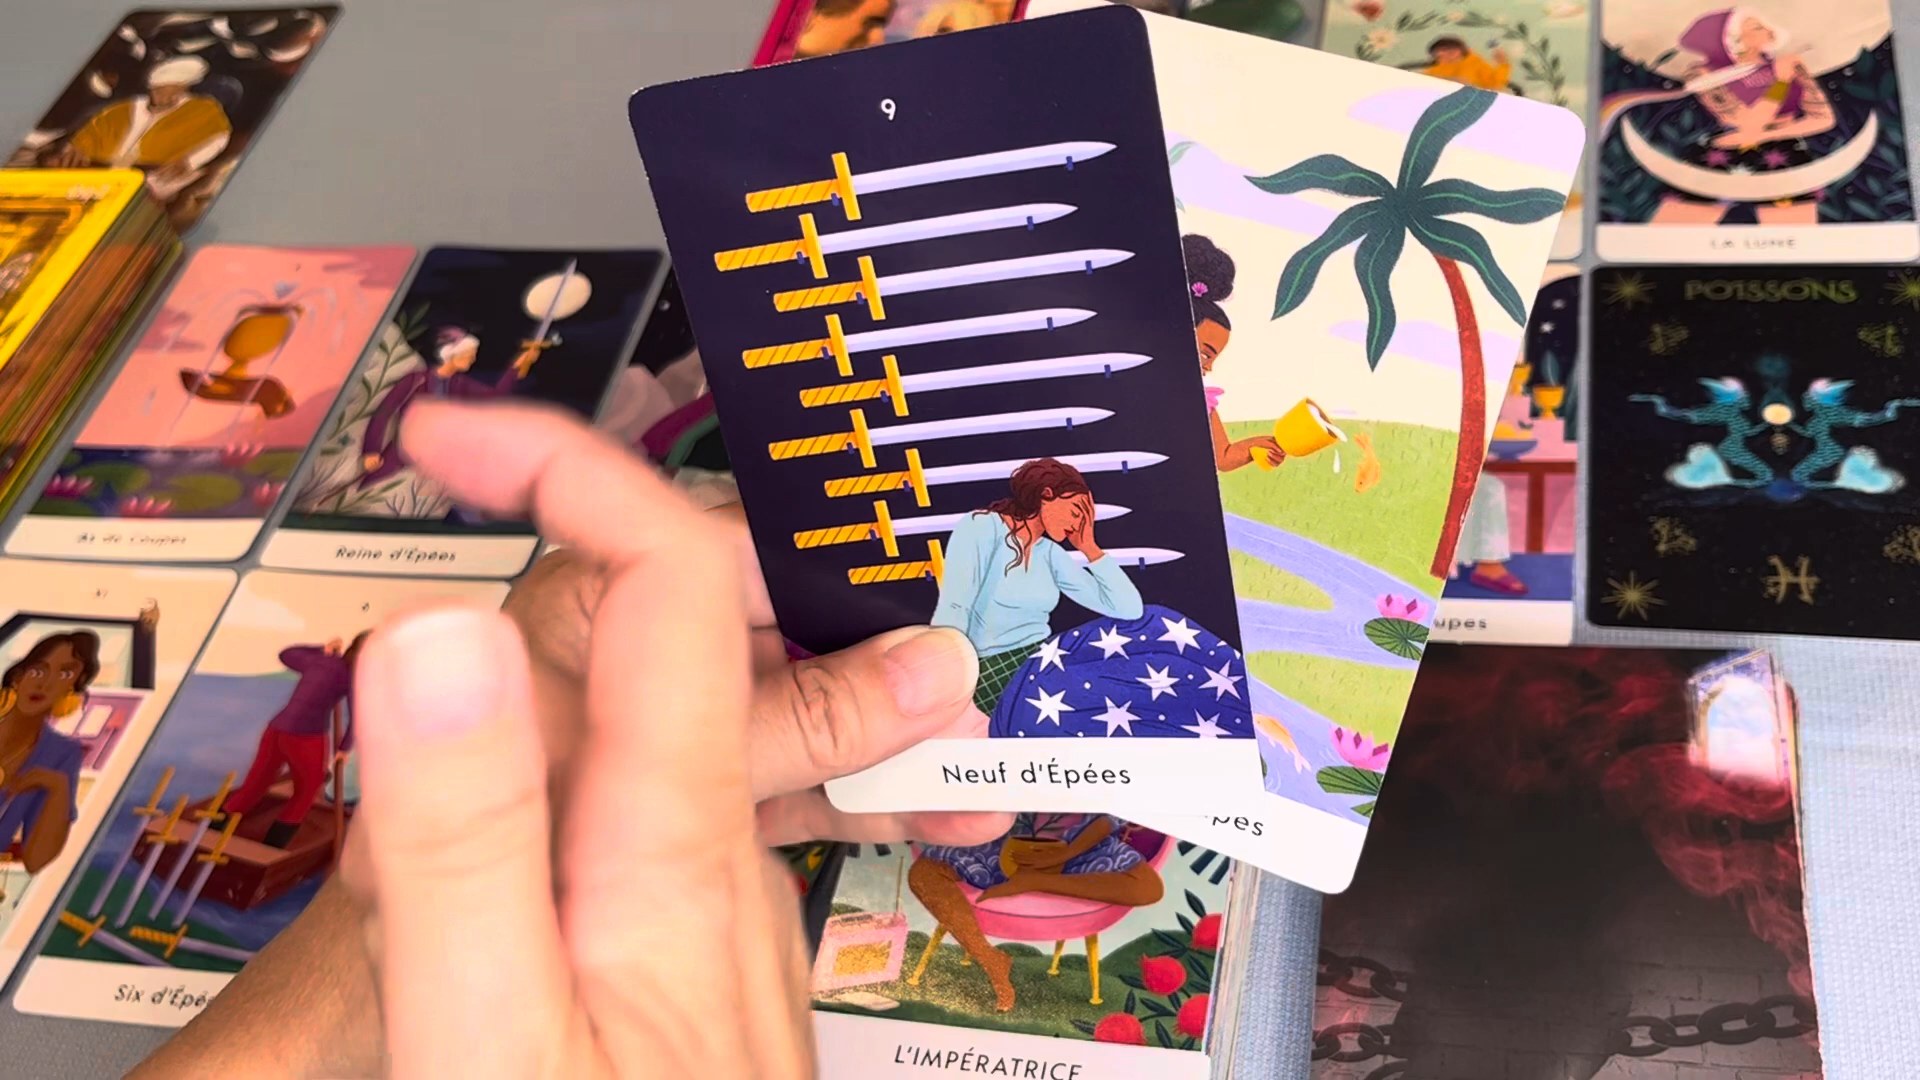 9
LA LUNE
POISSONS
As de Coupes
Reine d'Épées
upes
Neuf d'Épées
pes
Six d'Épé
L'IMPÉRATRICE